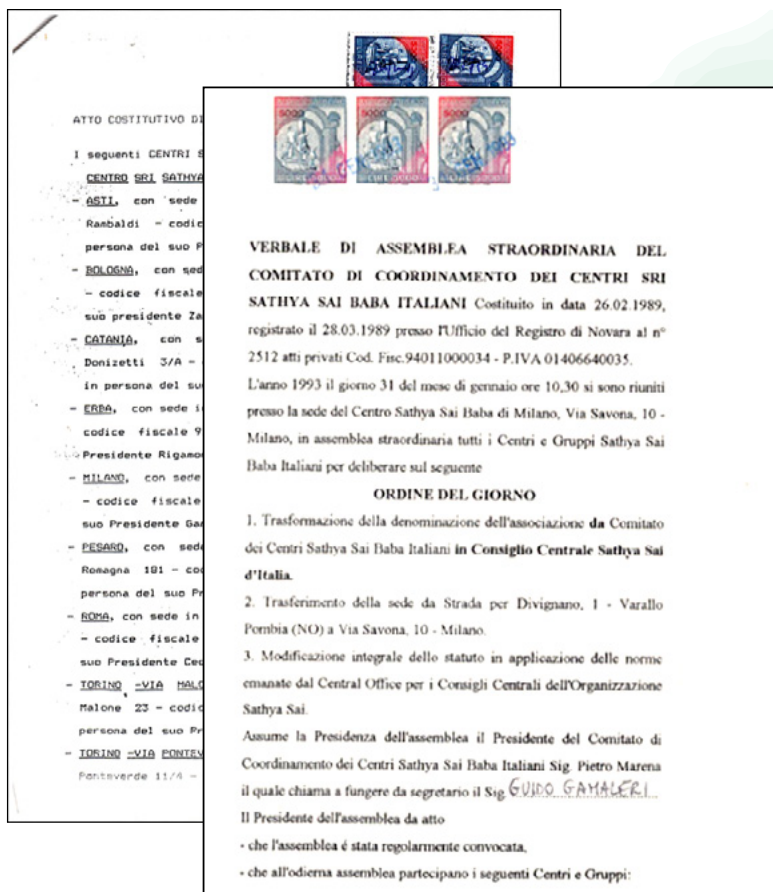 ATTO COSTITUTIVO DI
I seguenti CENTRI S
CENTRO SRI SATHYA
- ASTI, con sede
Rambaldi - codic
persona del suo P
- BOLOGNA, con sed
- codice fiscale
suo presidente Za
- CATANIA, con s
Donizetti 3/A -
in persona del su
- ERBA, con sede i
codice fiscale 9
Presidente Rigamo
- MILANO, con sede
- codice fiscale
suo Presidente Ga
- PESARO, con sed
Romagna 181 - co
persona del suo Pr
- ROMA, con sede in
- codice fiscale
suo Presidente Ce
- TORINO -VIA MALO
Malone 23 - codic
persona del suo Pr
- TORINO -VIA PONTEV
Ponteverde 11/4 -
5000
VERBALE DI ASSEMBLEA STRAORDINARIA DEL
COMITATO DI COORDINAMENTO DEI CENTRI SRI
SATHYA SAI BABA ITALIANI Costituito in data 26.02.1989,
registrato il 28.03.1989 presso l'Ufficio del Registro di Novara al n°
2512 atti privati Cod. Fisc.94011000034 - P.IVA 01406640035.
L'anno 1993 il giorno 31 del mese di gennaio ore 10,30 si sono riuniti
presso la sede del Centro Sathya Sai Baba di Milano, Via Savona, 10 -
Milano, in assemblea straordinaria tutti i Centri e Gruppi Sathya Sai
Baba Italiani per deliberare sul seguente
ORDINE DEL GIORNO
1. Trasformazione della denominazione dell'associazione da Comitato
dei Centri Sathya Sai Baba Italiani in Consiglio Centrale Sathya Sai
d'Italia.
2. Trasferimento della sede da Strada per Divignano, 1 - Varallo
Pombia (NO) a Via Savona, 10 - Milano.
3. Modificazione integrale dello statuto in applicazione delle norme
emanate dal Central Office per i Consigli Centrali dell'Organizzazione
Sathya Sai.
Assume la Presidenza dell'assemblea il Presidente del Comitato di
Coordinamento dei Centri Sathya Sai Baba Italiani Sig. Pietro Marena
il quale chiama a fungere da segretario il Sig. GUIDO GAMALERI
Il Presidente dell'assemblea da atto
- che l'assemblea é stata regolarmente convocata,
- che all'odierna assemblea partecipano i seguenti Centri e Gruppi: